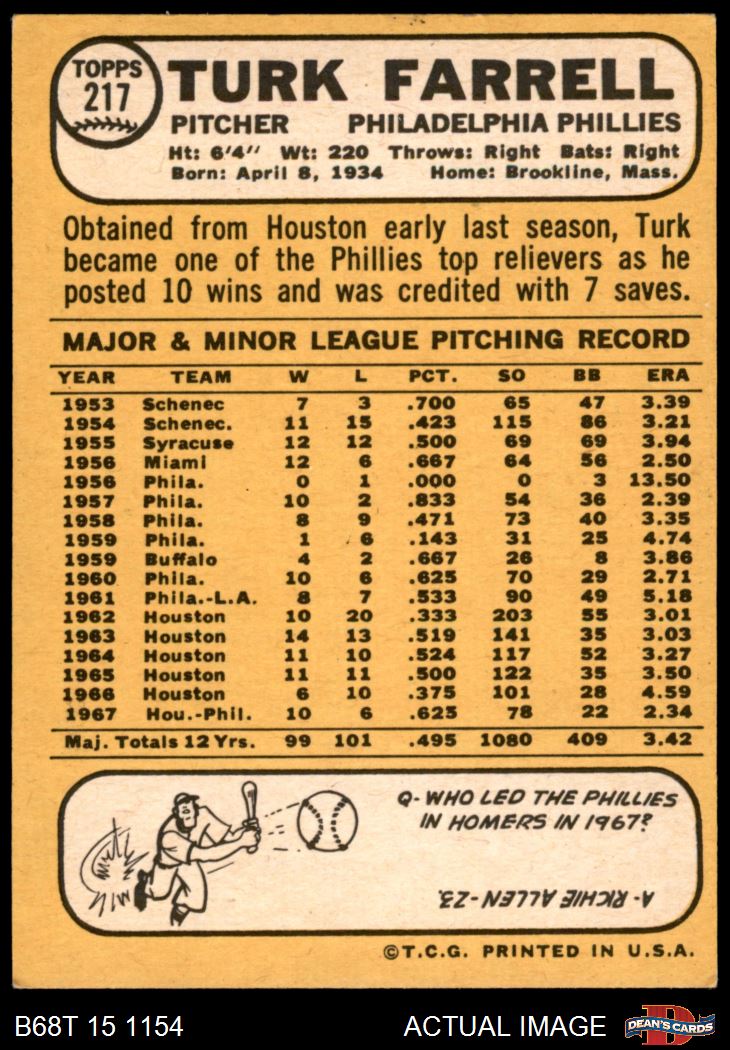 TOPPS
217
TURK FARRELL
PITCHER PHILADELPHIA PHILLIES
Ht: 6'4" Wt: 220 Throws: Right Bats: Right
Born: April 8, 1934 Home: Brookline, Mass.
Obtained from Houston early last season, Turk
became one of the Phillies top relievers as he
posted 10 wins and was credited with 7 saves.
MAJOR & MINOR LEAGUE PITCHING RECORD
YEAR TEAM W L PCT. SO BB ERA
1953 Schenec 7 3 .700 65 47 3.39
1954 Schenec. 11 15 .423 115 86 3.21
1955 Syracuse 12 12 .500 69 69 3.94
1956 Miami 12 6 .667 64 56 2.50
1956 Phila. 0 1 .000 0 3 13.50
1957 Phila. 10 2 .833 54 36 2.39
1958 Phila. 8 9 .471 73 40 3.35
1959 Phila. 1 6 .143 31 25 4.74
1959 Buffalo 4 2 .667 26 8 3.86
1960 Phila. 10 6 .625 70 29 2.71
1961 Phila.-L.A. 8 7 .533 90 49 5.18
1962 Houston 10 20 .333 203 55 3.01
1963 Houston 14 13 .519 141 35 3.03
1964 Houston 11 10 .524 117 52 3.27
1965 Houston 11 11 .500 122 35 3.50
1966 Houston 6 10 .375 101 28 4.59
1967 Hou.-Phil. 10 6 .625 78 22 2.34
Maj. Totals 12 Yrs. 99 101 .495 1080 409 3.42
Q- WHO LED THE PHILLIES
IN HOMERS IN 1967?
A- RICHIE ALLEN-23.
©T.C.G. PRINTED IN U.S.A.
B68T 15 1154 ACTUAL IMAGE
D
DEAN'S CARDS